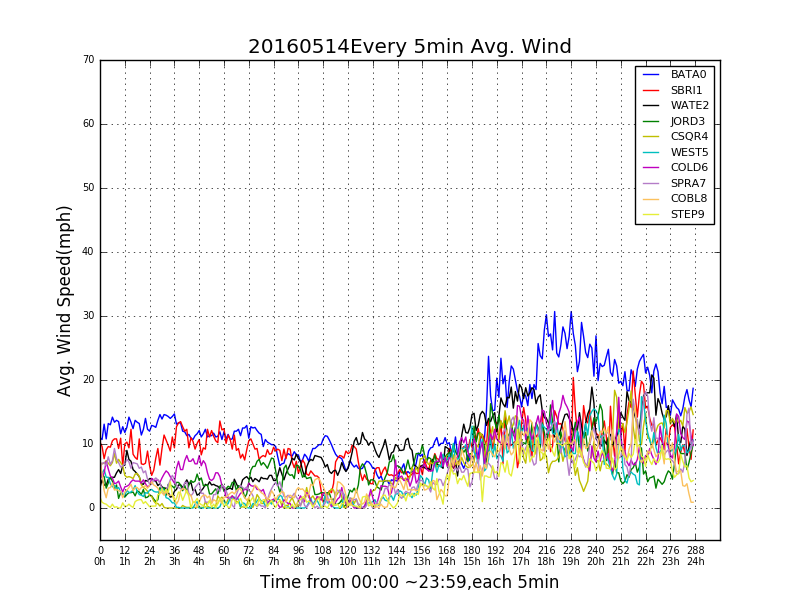 20160514Every 5min Avg. Wind
70
60
50
40
30
20
10
0
Avg. Wind Speed(mph)
BATA0
SBRI1
WATE2
JORD3
CSQR4
WEST5
COLD6
SPRA7
COBL8
STEP9
0 12 24 36 48 60 72 84 96 108 120 132 144 156 168 180 192 204 216 228 240 252 264 276 288
0h 1h 2h 3h 4h 5h 6h 7h 8h 9h 10h 11h 12h 13h 14h 15h 16h 17h 18h 19h 20h 21h 22h 23h 24h
Time from 00:00 ~23:59,each 5min